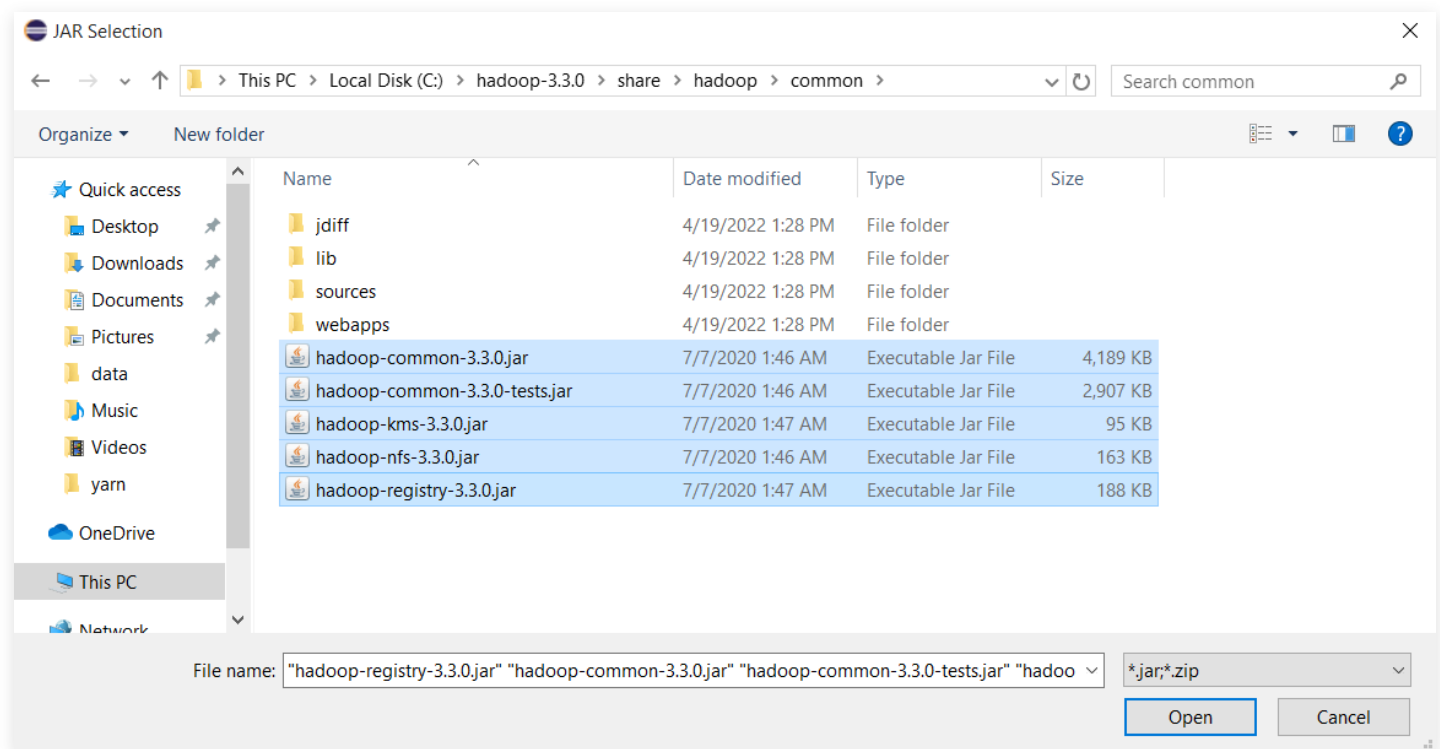 JAR Selection
This PC > Local Disk (C:) > hadoop-3.3.0 > share > hadoop > common >
Search common
Organize
New folder
?
Quick access
Desktop
Downloads
Documents
Pictures
data
Music
Videos
yarn
OneDrive
This PC
Network
Name Date modified Type Size
jdiff 4/19/2022 1:28 PM File folder
lib 4/19/2022 1:28 PM File folder
sources 4/19/2022 1:28 PM File folder
webapps 4/19/2022 1:28 PM File folder
hadoop-common-3.3.0.jar 7/7/2020 1:46 AM Executable Jar File 4,189 KB
hadoop-common-3.3.0-tests.jar 7/7/2020 1:46 AM Executable Jar File 2,907 KB
hadoop-kms-3.3.0.jar 7/7/2020 1:47 AM Executable Jar File 95 KB
hadoop-nfs-3.3.0.jar 7/7/2020 1:46 AM Executable Jar File 163 KB
hadoop-registry-3.3.0.jar 7/7/2020 1:47 AM Executable Jar File 188 KB
File name: "hadoop-registry-3.3.0.jar" "hadoop-common-3.3.0.jar" "hadoop-common-3.3.0-tests.jar" "hadoo
*.jar;*.zip
Open
Cancel